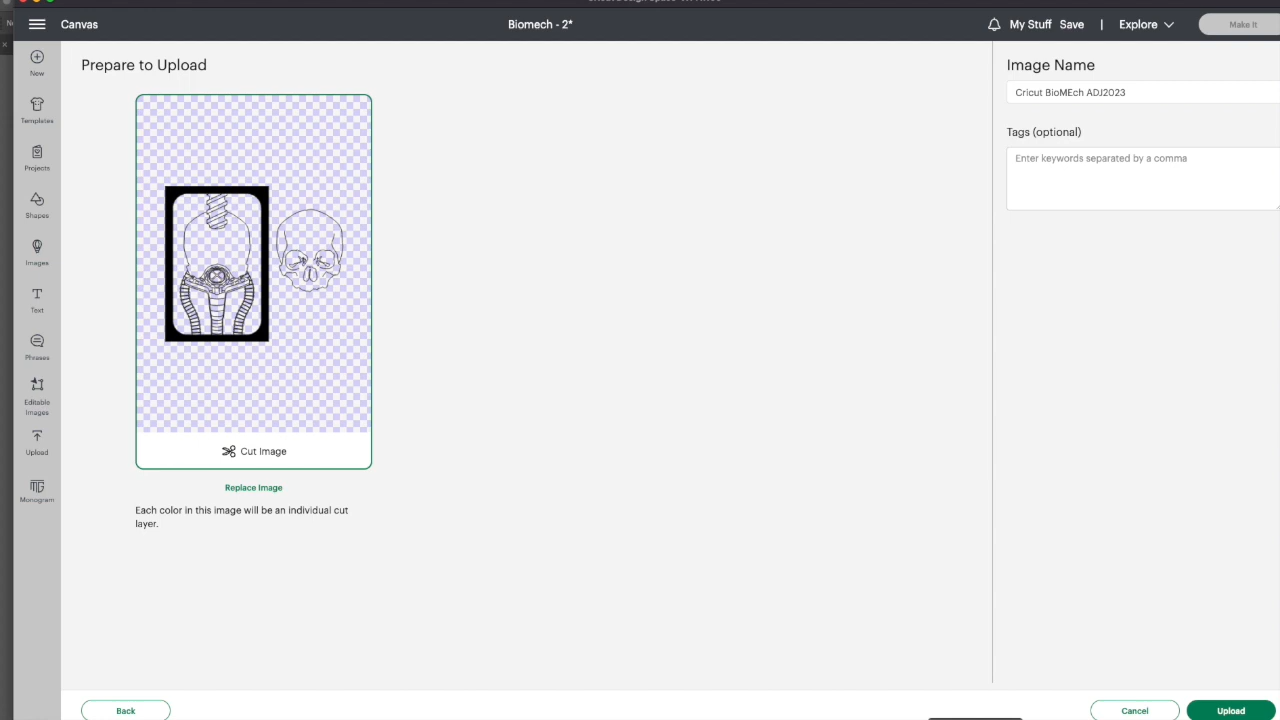 Canvas
Biomech - 2*
My Stuff
Save
|
Explore
Make It
New
Templates
Projects
Shapes
Images
Text
Phrases
Editable
Images
Upload
Monogram
Prepare to Upload
Cut Image
Replace Image
Each color in this image will be an individual cut
layer.
Image Name
Cricut BioMEch ADJ2023
Tags (optional)
Enter keywords separated by a comma
Back
Cancel
Upload